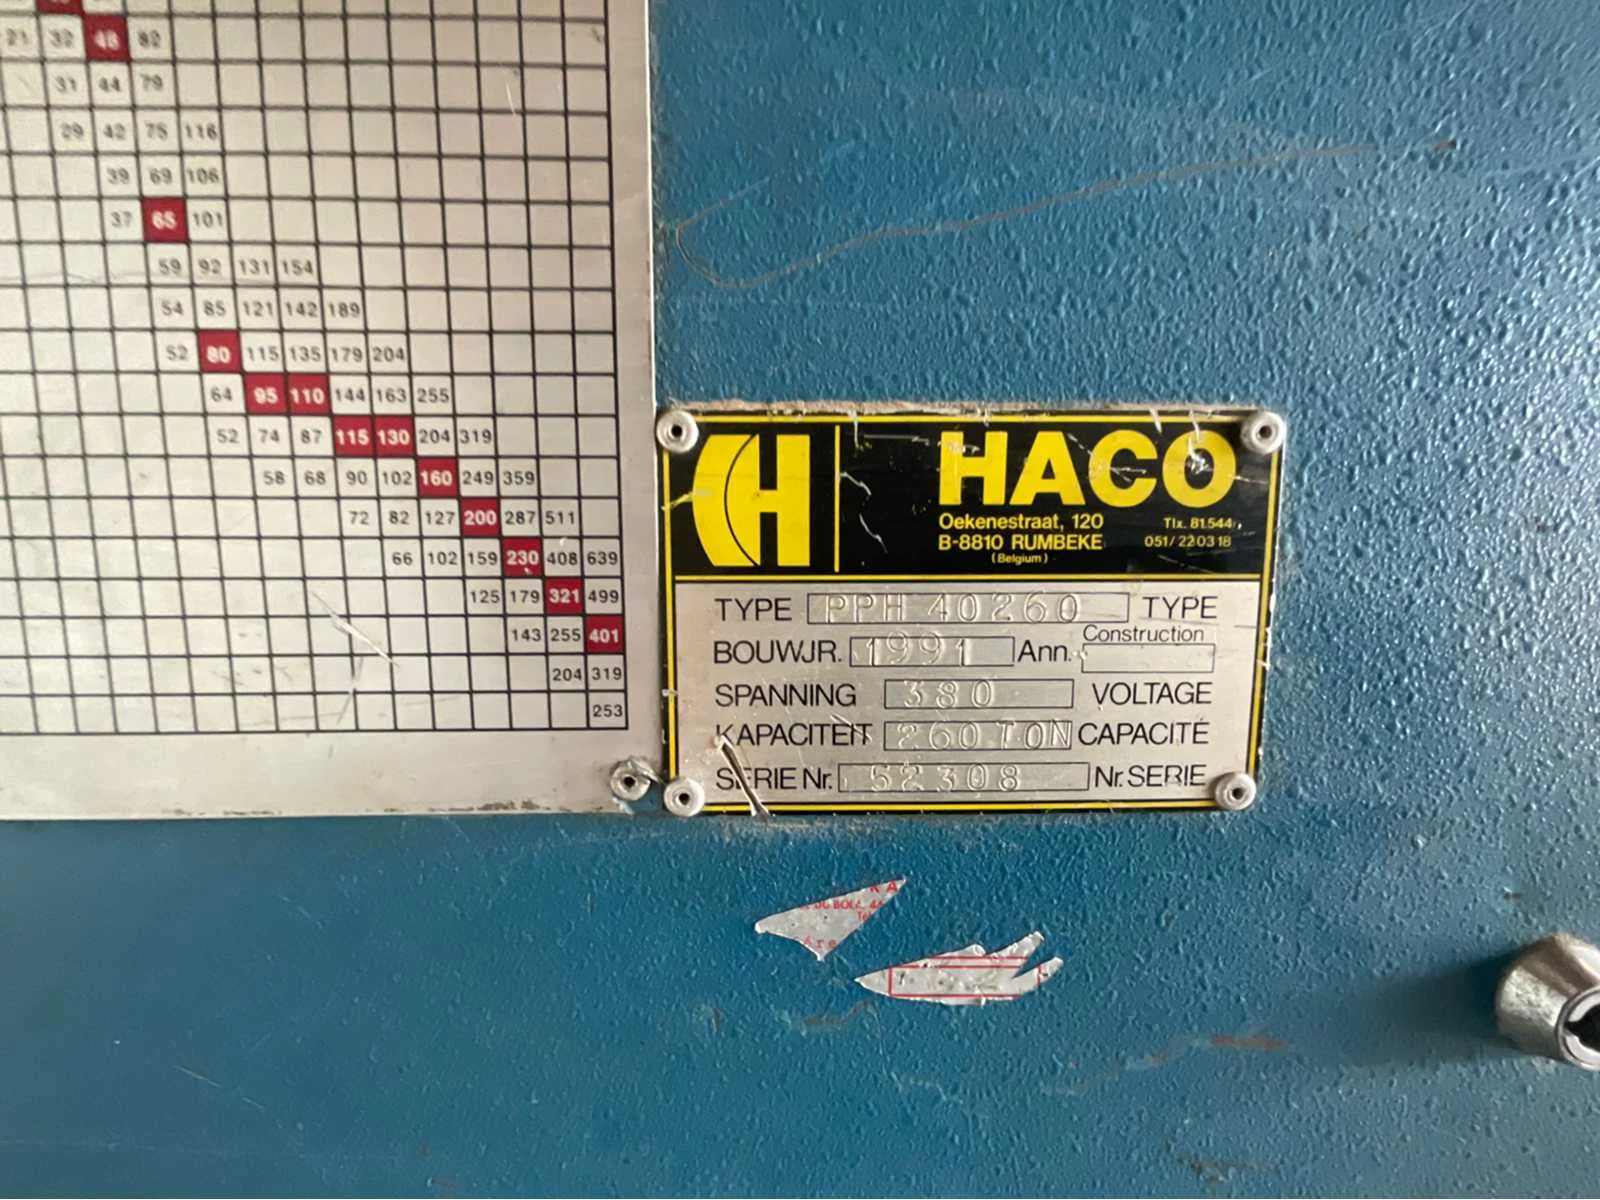 21 32 48 82
31 44 79
29 42 75 116
39 69 106
37 65 101
59 92 131 154
54 85 121 142 189
52 80 115 135 179 204
64 95 110 144 163 255
52 74 87 115 130 204 319
58 68 90 102 160 249 359
72 82 127 200 287 511
66 102 159 230 408 639
125 179 321 499
143 255 401
204 319
253
H HACO
Oekenestraat, 120 Tlx. 81.544
B-8810 RUMBEKE 051/220318
(Belgium)
TYPE PPH 40260 TYPE
BOUWJR. 1991 Ann. Construction
SPANNING 380 VOLTAGE
KAPACITEIT 260 TON CAPACITÉ
SERIE Nr. 52308 Nr. SERIE